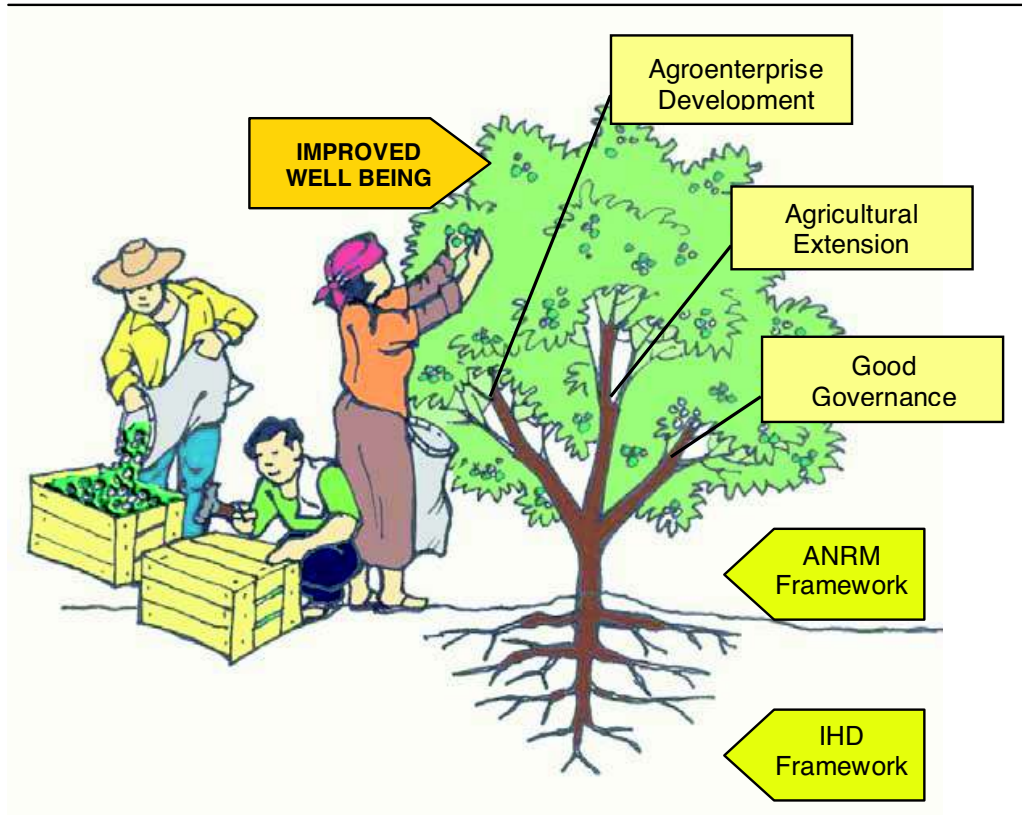 Agroenterprise
Development
IMPROVED
WELL BEING
Agricultural
Extension
Good
Governance
ANRM
Framework
IHD
Framework